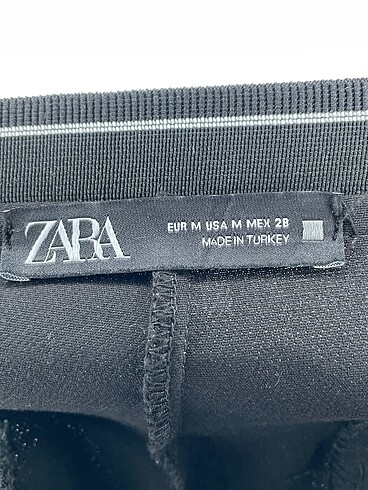 ZARA
EUR M USA M MEX 28
MADE IN TURKEY